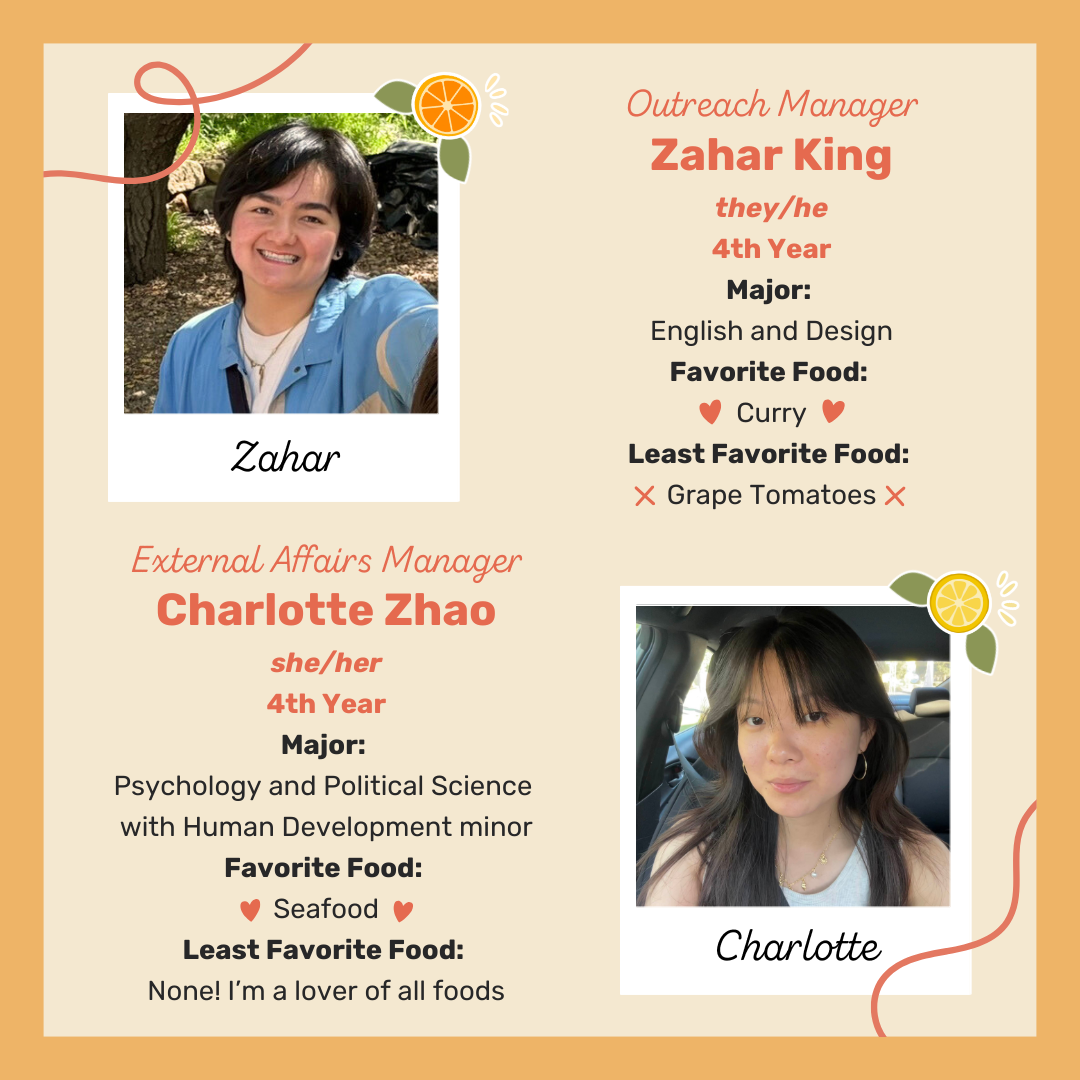 Outreach Manager
Zahar King
they/he
4th Year
Major:
English and Design
Favorite Food:
Curry
Least Favorite Food:
Grape Tomatoes
Zahar
External Affairs Manager
Charlotte Zhao
she/her
4th Year
Major:
Psychology and Political Science
with Human Development minor
Favorite Food:
Seafood
Least Favorite Food:
None! I’m a lover of all foods
Charlotte